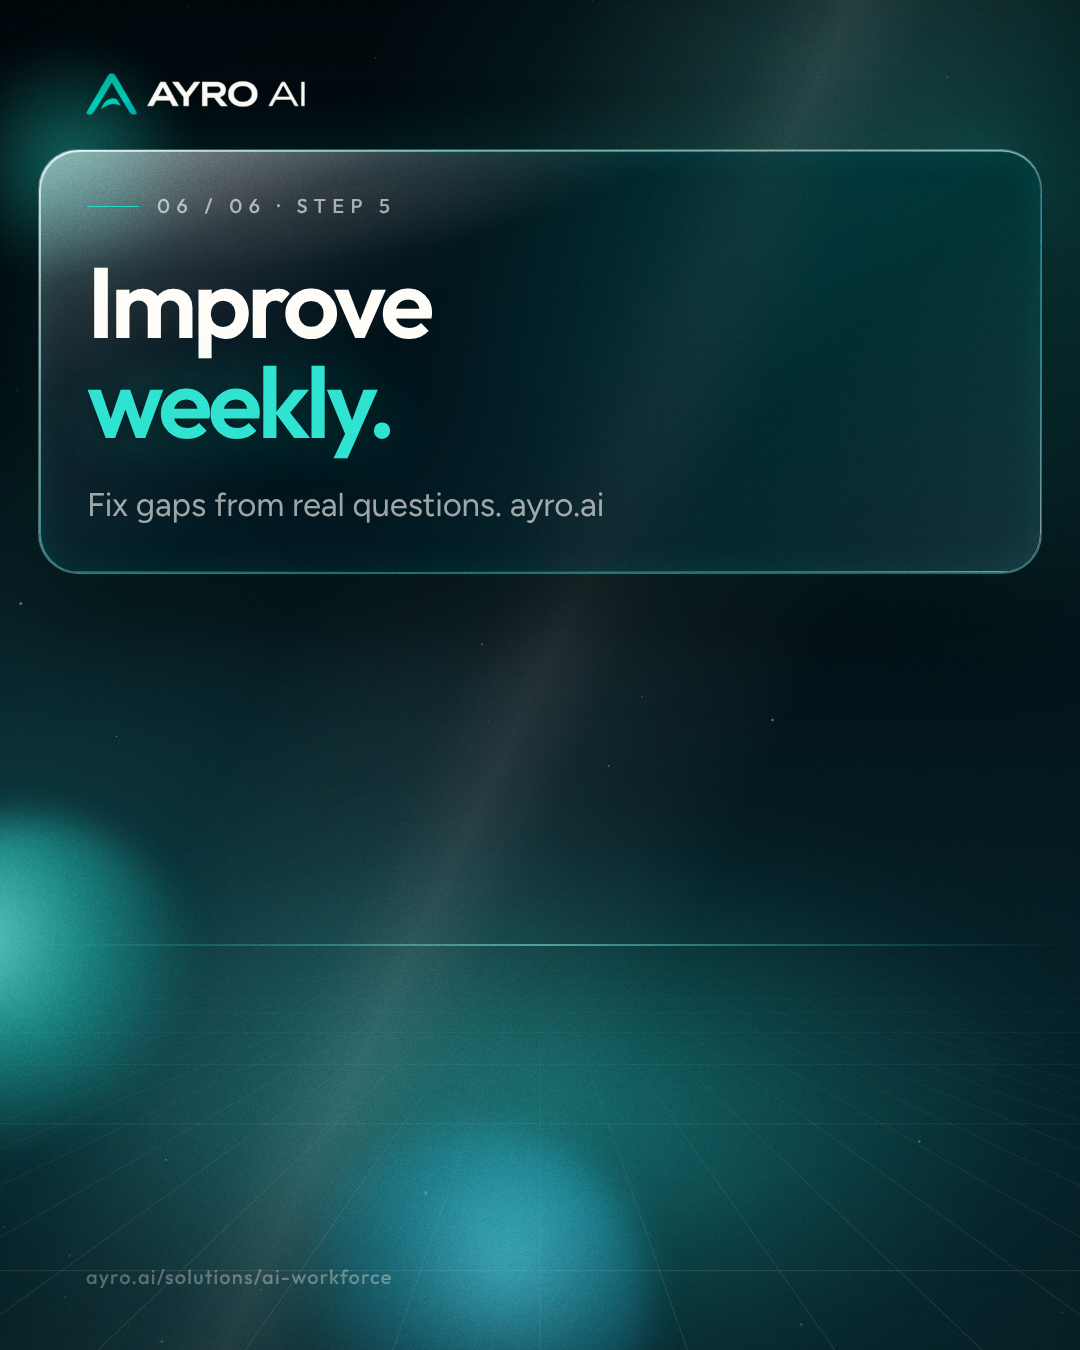 AYRO AI
06 / 06 · STEP 5
Improve
weekly.
Fix gaps from real questions. ayro.ai
ayro.ai/solutions/ai-workforce